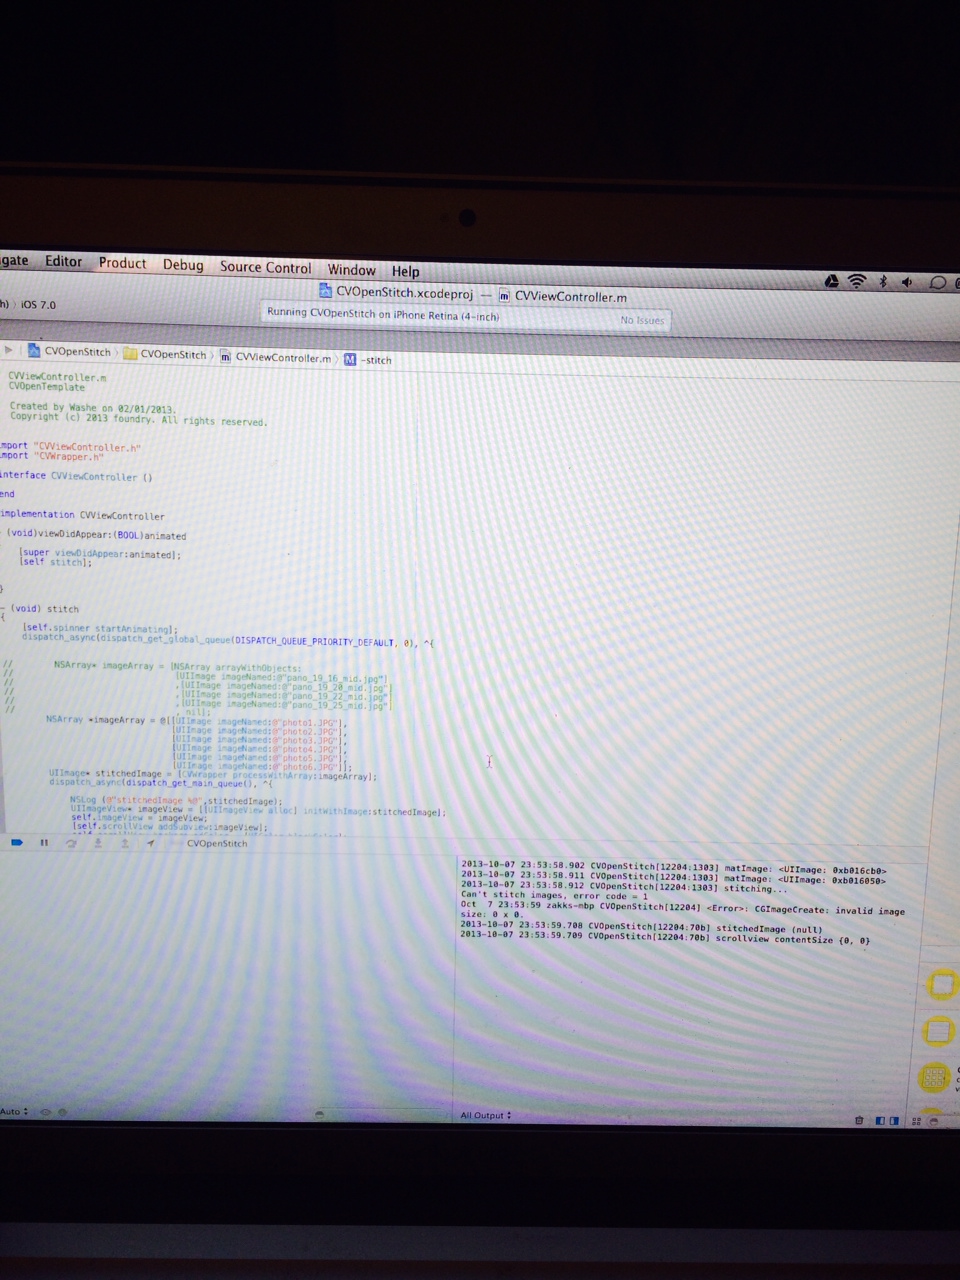 gate Editor Product Debug Source Control Window Help
CVOpenStitch.xcodeproj — m CVViewController.m
h) iOS 7.0
Running CVOpenStitch on iPhone Retina (4-inch) No Issues
CVOpenStitch CVOpenStitch m CVViewController.m M -stitch
CVViewController.m
CVOpenTemplate
Created by Washe on 02/01/2013.
Copyright (c) 2013 foundry. All rights reserved.
mport "CVViewController.h"
mport "CVWrapper.h"
interface CVViewController ()
end
implementation CVViewController
(void)viewDidAppear:(BOOL)animated
[super viewDidAppear:animated];
[self stitch];
}
- (void) stitch
{
[self.spinner startAnimating];
dispatch_async(dispatch_get_global_queue(DISPATCH_QUEUE_PRIORITY_DEFAULT, 0), ^{
// NSArray* imageArray = [NSArray arrayWithObjects:
// [UIImage imageNamed:@"pano_19_16_mid.jpg"]
// ,[UIImage imageNamed:@"pano_19_20_mid.jpg"]
// ,[UIImage imageNamed:@"pano_19_22_mid.jpg"]
// ,[UIImage imageNamed:@"pano_19_25_mid.jpg"]
// , nil];
NSArray *imageArray = @[[UIImage imageNamed:@"photo1.JPG"],
[UIImage imageNamed:@"photo2.JPG"],
[UIImage imageNamed:@"photo3.JPG"],
[UIImage imageNamed:@"photo4.JPG"],
[UIImage imageNamed:@"photo5.JPG"],
[UIImage imageNamed:@"photo6.JPG"]];
UIImage* stitchedImage = [CVWrapper processWithArray:imageArray];
dispatch_async(dispatch_get_main_queue(), ^{
NSLog (@"stitchedImage %@",stitchedImage);
UIImageView* imageView = [[UIImageView alloc] initWithImage:stitchedImage];
self.imageView = imageView;
[self.scrollView addSubview:imageView];
CVOpenStitch
2013-10-07 23:53:58.902 CVOpenStitch[12204:1303] matImage: <UIImage: 0xb016cb0>
2013-10-07 23:53:58.911 CVOpenStitch[12204:1303] matImage: <UIImage: 0xb016050>
2013-10-07 23:53:58.912 CVOpenStitch[12204:1303] stitching...
Can't stitch images, error code = 1
Oct 7 23:53:59 zakks-mbp CVOpenStitch[12204] <Error>: CGImageCreate: invalid image
size: 0 x 0.
2013-10-07 23:53:59.708 CVOpenStitch[12204:70b] stitchedImage (null)
2013-10-07 23:53:59.709 CVOpenStitch[12204:70b] scrollview contentSize {0, 0}
Auto
All Output